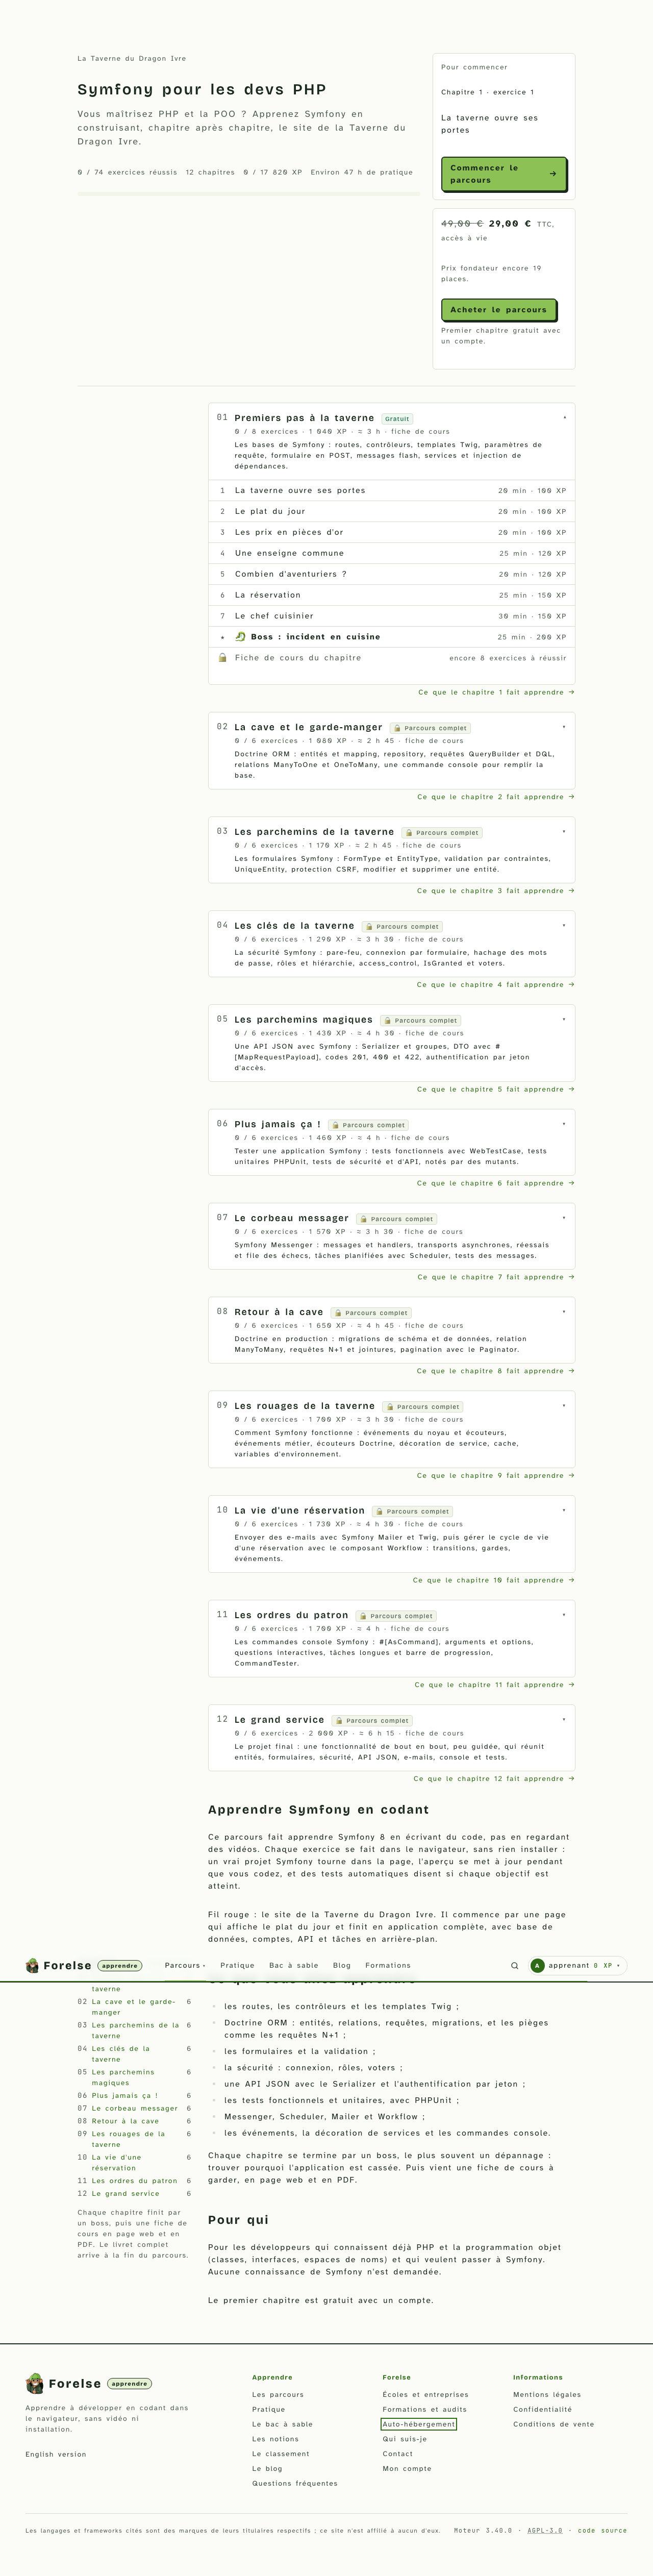 La Taverne du Dragon Ivre
Symfony pour les devs PHP
Vous maîtrisez PHP et la POO ? Apprenez Symfony en
construisant, chapitre après chapitre, le site de la Taverne du
Dragon Ivre.
0 / 74 exercices réussis 12 chapitres 0 / 17 820 XP Environ 47 h de pratique
Pour commencer
Chapitre 1 · exercice 1
La taverne ouvre ses
portes
Commencer le
parcours →
49,00 € 29,00 € TTC,
accès à vie
Prix fondateur encore 19
places.
Acheter le parcours
Premier chapitre gratuit avec
un compte.
01 Premiers pas à la taverne Gratuit
0 / 8 exercices · 1 040 XP · ≈ 3 h · fiche de cours
Les bases de Symfony : routes, contrôleurs, templates Twig, paramètres de
requête, formulaire en POST, messages flash, services et injection de
dépendances.
1 La taverne ouvre ses portes 20 min · 100 XP
2 Le plat du jour 20 min · 100 XP
3 Les prix en pièces d'or 20 min · 100 XP
4 Une enseigne commune 25 min · 120 XP
5 Combien d'aventuriers ? 20 min · 120 XP
6 La réservation 25 min · 150 XP
7 Le chef cuisinier 30 min · 150 XP
★ Boss : incident en cuisine 25 min · 200 XP
Fiche de cours du chapitre encore 8 exercices à réussir
Ce que le chapitre 1 fait apprendre →
02 La cave et le garde-manger Parcours complet
0 / 6 exercices · 1 080 XP · ≈ 2 h 45 · fiche de cours
Doctrine ORM : entités et mapping, repository, requêtes QueryBuilder et DQL,
relations ManyToOne et OneToMany, une commande console pour remplir la
base.
Ce que le chapitre 2 fait apprendre →
03 Les parchemins de la taverne Parcours complet
0 / 6 exercices · 1 170 XP · ≈ 2 h 45 · fiche de cours
Les formulaires Symfony : FormType et EntityType, validation par contraintes,
UniqueEntity, protection CSRF, modifier et supprimer une entité.
Ce que le chapitre 3 fait apprendre →
04 Les clés de la taverne Parcours complet
0 / 6 exercices · 1 290 XP · ≈ 3 h 30 · fiche de cours
La sécurité Symfony : pare-feu, connexion par formulaire, hachage des mots
de passe, rôles et hiérarchie, access_control, IsGranted et voters.
Ce que le chapitre 4 fait apprendre →
05 Les parchemins magiques Parcours complet
0 / 6 exercices · 1 430 XP · ≈ 4 h 30 · fiche de cours
Une API JSON avec Symfony : Serializer et groupes, DTO avec #
[MapRequestPayload], codes 201, 400 et 422, authentification par jeton
d'accès.
Ce que le chapitre 5 fait apprendre →
06 Plus jamais ça ! Parcours complet
0 / 6 exercices · 1 460 XP · ≈ 4 h · fiche de cours
Tester une application Symfony : tests fonctionnels avec WebTestCase, tests
unitaires PHPUnit, tests de sécurité et d'API, notés par des mutants.
Ce que le chapitre 6 fait apprendre →
07 Le corbeau messager Parcours complet
0 / 6 exercices · 1 570 XP · ≈ 3 h 30 · fiche de cours
Symfony Messenger : messages et handlers, transports asynchrones, réessais
et file des échecs, tâches planifiées avec Scheduler, tests des messages.
Ce que le chapitre 7 fait apprendre →
08 Retour à la cave Parcours complet
0 / 6 exercices · 1 650 XP · ≈ 4 h 45 · fiche de cours
Doctrine en production : migrations de schéma et de données, relation
ManyToMany, requêtes N+1 et jointures, pagination avec le Paginator.
Ce que le chapitre 8 fait apprendre →
09 Les rouages de la taverne Parcours complet
0 / 6 exercices · 1 700 XP · ≈ 3 h 30 · fiche de cours
Comment Symfony fonctionne : événements du noyau et écouteurs,
événements métier, écouteurs Doctrine, décoration de service, cache,
variables d'environnement.
Ce que le chapitre 9 fait apprendre →
10 La vie d'une réservation Parcours complet
0 / 6 exercices · 1 730 XP · ≈ 4 h 30 · fiche de cours
Envoyer des e-mails avec Symfony Mailer et Twig, puis gérer le cycle de vie
d'une réservation avec le composant Workflow : transitions, gardes,
événements.
Ce que le chapitre 10 fait apprendre →
11 Les ordres du patron Parcours complet
0 / 6 exercices · 1 700 XP · ≈ 4 h · fiche de cours
Les commandes console Symfony : #[AsCommand], arguments et options,
questions interactives, tâches longues et barre de progression,
CommandTester.
Ce que le chapitre 11 fait apprendre →
12 Le grand service Parcours complet
0 / 6 exercices · 2 000 XP · ≈ 6 h 15 · fiche de cours
Le projet final : une fonctionnalité de bout en bout, peu guidée, qui réunit
entités, formulaires, sécurité, API JSON, e-mails, console et tests.
Ce que le chapitre 12 fait apprendre →
Apprendre Symfony en codant
Ce parcours fait apprendre Symfony 8 en écrivant du code, pas en regardant
des vidéos. Chaque exercice se fait dans le navigateur, sans rien installer :
un vrai projet Symfony tourne dans la page, l'aperçu se met à jour pendant
que vous codez, et des tests automatiques disent si chaque objectif est
atteint.
Fil rouge : le site de la Taverne du Dragon Ivre. Il commence par une page
qui affiche le plat du jour et finit en application complète, avec base de
données, comptes, API et tâches en arrière-plan.
Forelse apprendre Parcours Pratique Bac à sable Blog Formations A apprenant 0 XP
taverne
02 La cave et le garde-manger 6
03 Les parchemins de la taverne 6
04 Les clés de la taverne 6
05 Les parchemins magiques 6
06 Plus jamais ça ! 6
07 Le corbeau messager 6
08 Retour à la cave 6
09 Les rouages de la taverne 6
10 La vie d'une réservation 6
11 Les ordres du patron 6
12 Le grand service 6
Chaque chapitre finit par
un boss, puis une fiche de
cours en page web et en
PDF. Le livret complet
arrive à la fin du parcours.
les routes, les contrôleurs et les templates Twig ;
Doctrine ORM : entités, relations, requêtes, migrations, et les pièges
comme les requêtes N+1 ;
les formulaires et la validation ;
la sécurité : connexion, rôles, voters ;
une API JSON avec le Serializer et l'authentification par jeton ;
les tests fonctionnels et unitaires, avec PHPUnit ;
Messenger, Scheduler, Mailer et Workflow ;
les événements, la décoration de services et les commandes console.
Chaque chapitre se termine par un boss, le plus souvent un dépannage :
trouver pourquoi l'application est cassée. Puis vient une fiche de cours à
garder, en page web et en PDF.
Pour qui
Pour les développeurs qui connaissent déjà PHP et la programmation objet
(classes, interfaces, espaces de noms) et qui veulent passer à Symfony.
Aucune connaissance de Symfony n'est demandée.
Le premier chapitre est gratuit avec un compte.
Forelse apprendre
Apprendre à développer en codant dans
le navigateur, sans vidéo ni
installation.
English version
Apprendre
Les parcours
Pratique
Le bac à sable
Les notions
Le classement
Le blog
Questions fréquentes
Forelse
Écoles et entreprises
Formations et audits
Auto-hébergement
Qui suis-je
Contact
Mon compte
Informations
Mentions légales
Confidentialité
Conditions de vente
Les langages et frameworks cités sont des marques de leurs titulaires respectifs ; ce site n'est affilié à aucun d'eux.
Moteur 3.40.0 · AGPL-3.0 · code source